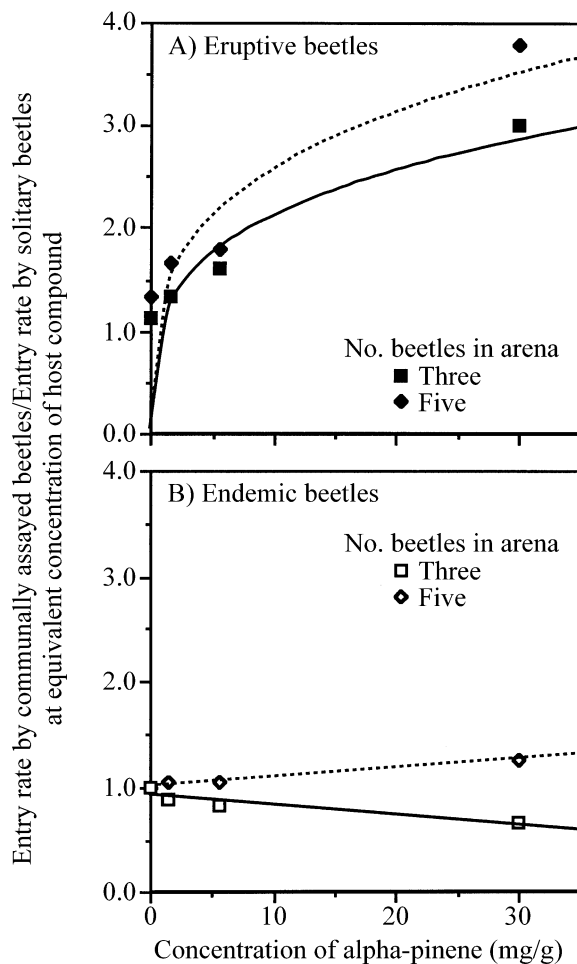 Entry rate by communally assayed beetles/Entry rate by solitary beetles
at equivalent concentration of host compound
4.0
A) Eruptive beetles
3.0
2.0
1.0
No. beetles in arena
Three
Five
0.0
4.0
B) Endemic beetles
No. beetles in arena
Three
Five
3.0
2.0
1.0
0.0
0 10 20 30
Concentration of alpha-pinene (mg/g)